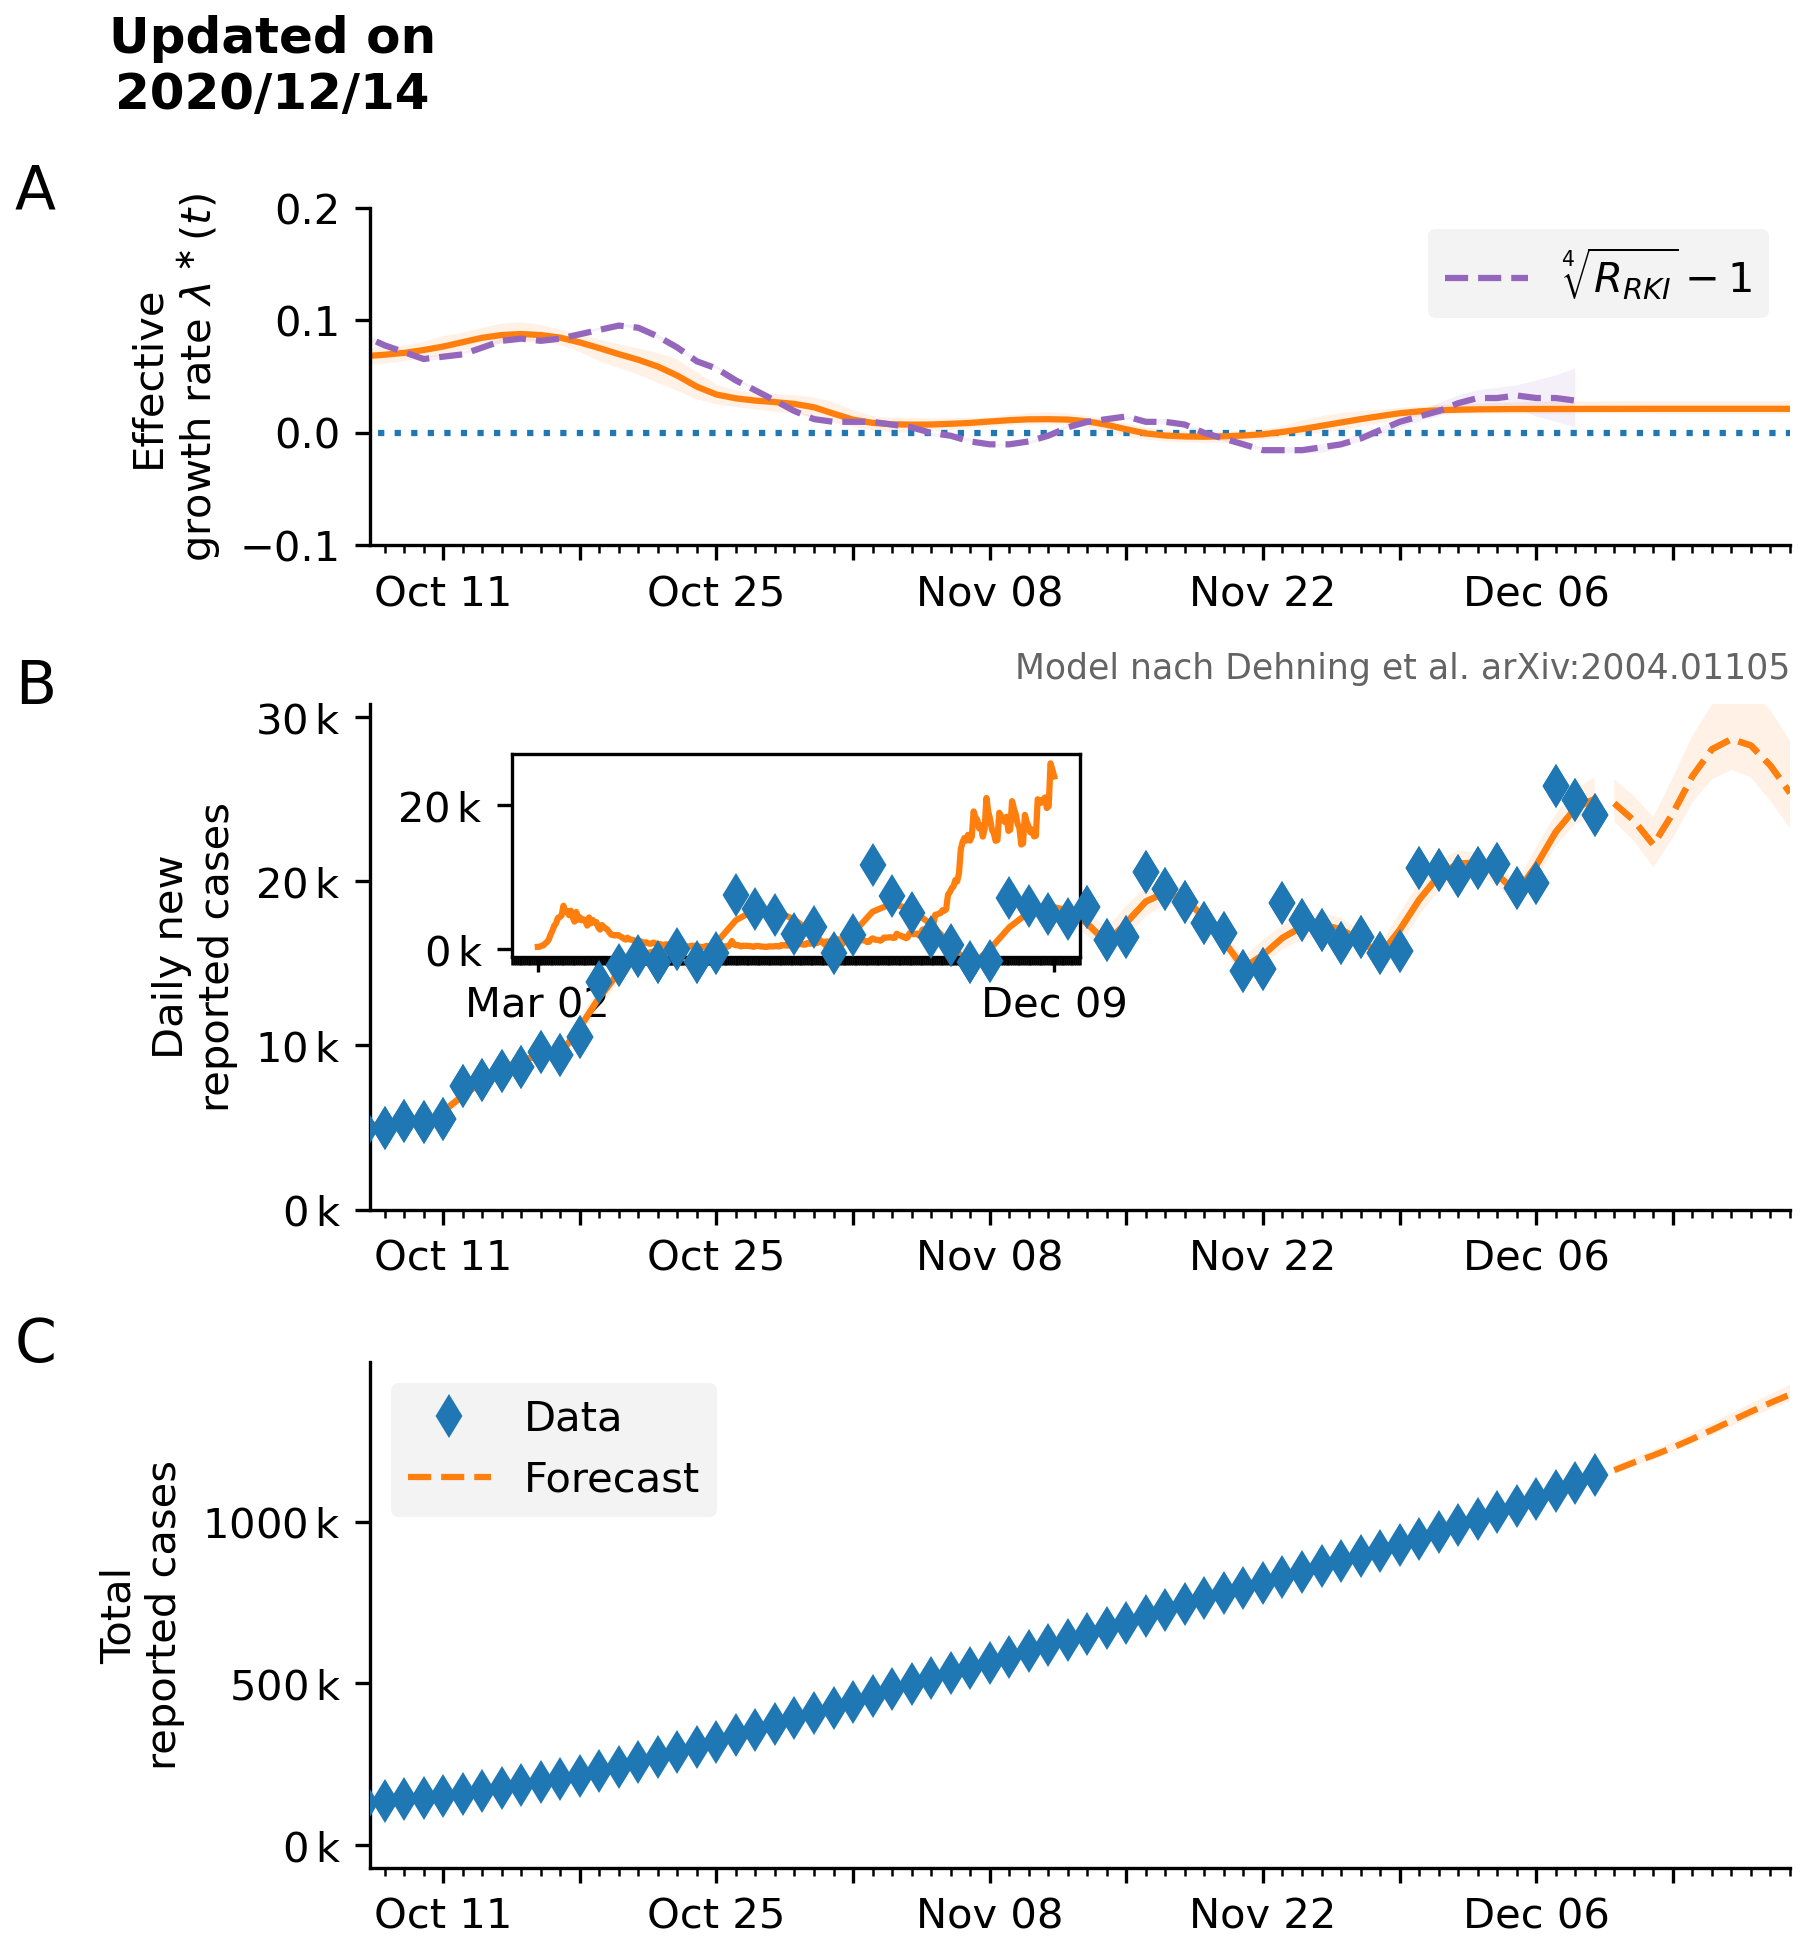 Updated on
2020/12/14
A
Effective
growth rate λ * (t)
0.2
0.1
0.0
−0.1
∜R_RKI − 1
Oct 11 Oct 25 Nov 08 Nov 22 Dec 06
B
Model nach Dehning et al. arXiv:2004.01105
Daily new
reported cases
30 k
20 k
10 k
0 k
20 k
0 k
Mar 02 Dec 09
Oct 11 Oct 25 Nov 08 Nov 22 Dec 06
C
Total
reported cases
1000 k
500 k
0 k
Data
Forecast
Oct 11 Oct 25 Nov 08 Nov 22 Dec 06